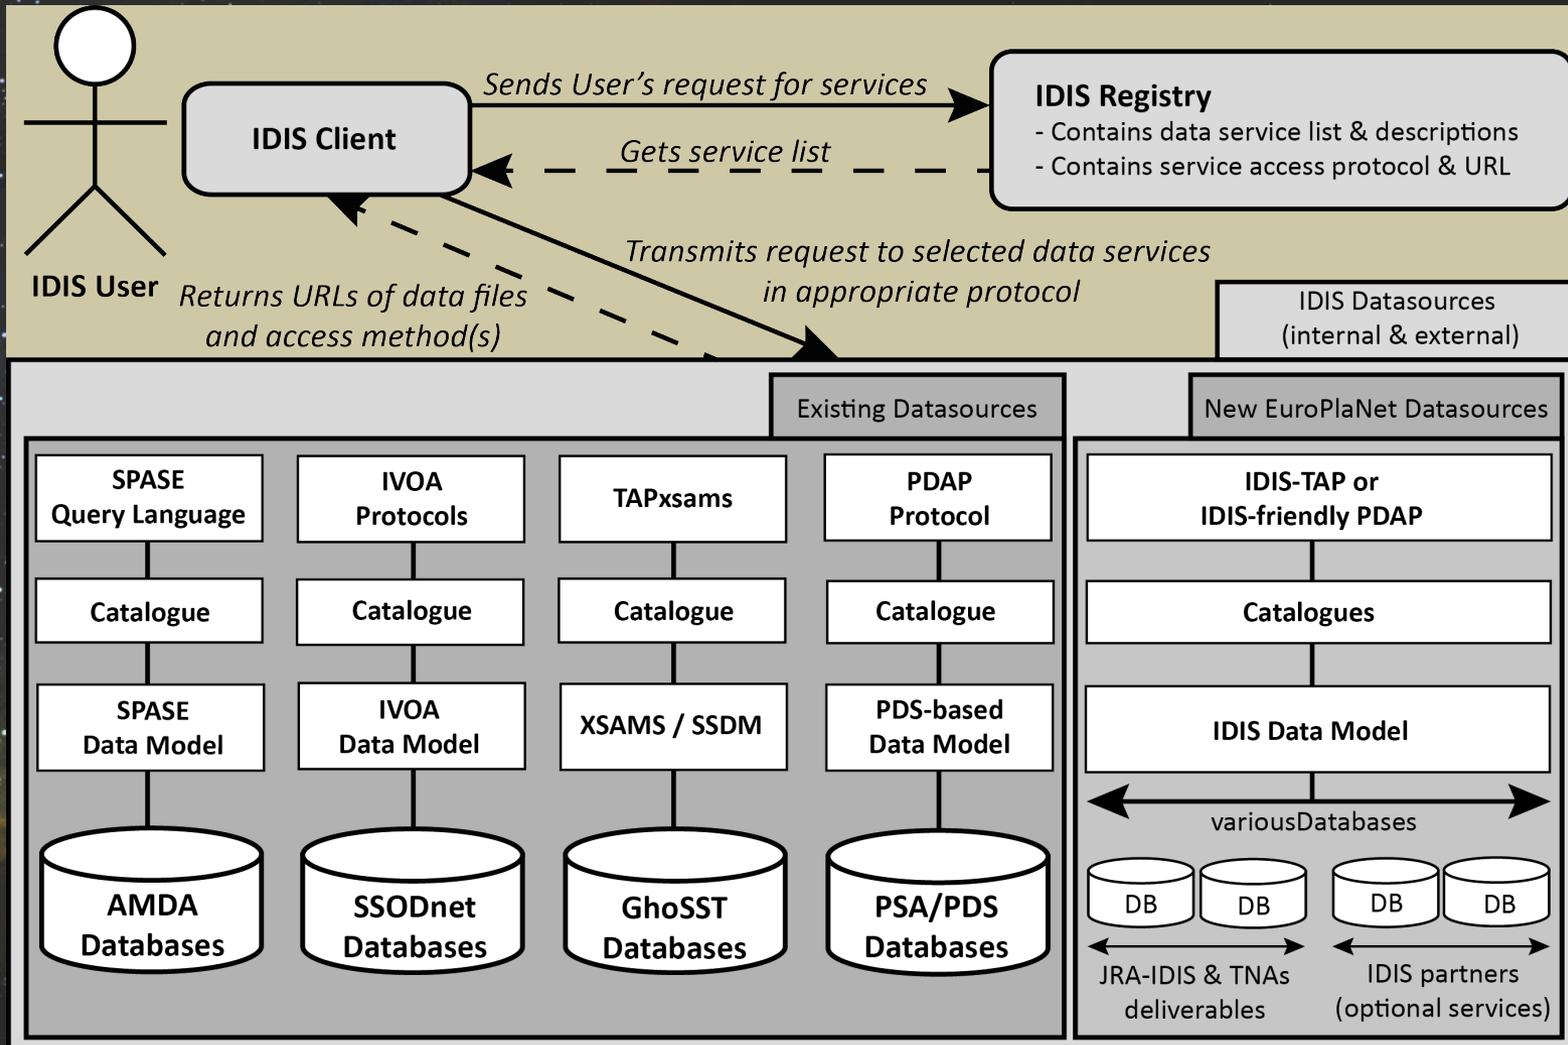 Sends User's request for services
IDIS Client
IDIS Registry
- Contains data service list & descriptions
- Contains service access protocol & URL
Gets service list
IDIS User
Transmits request to selected data services
in appropriate protocol
Returns URLs of data files
and access method(s)
IDIS Datasources
(internal & external)
Existing Datasources
New EuroPlaNet Datasources
SPASE
Query Language
IVOA
Protocols
TAPxsams
PDAP
Protocol
IDIS-TAP or
IDIS-friendly PDAP
Catalogue
Catalogue
Catalogue
Catalogue
Catalogues
SPASE
Data Model
IVOA
Data Model
XSAMS / SSDM
PDS-based
Data Model
IDIS Data Model
variousDatabases
AMDA
Databases
SSODnet
Databases
GhoSST
Databases
PSA/PDS
Databases
DB
DB
DB
DB
JRA-IDIS & TNAs
deliverables
IDIS partners
(optional services)